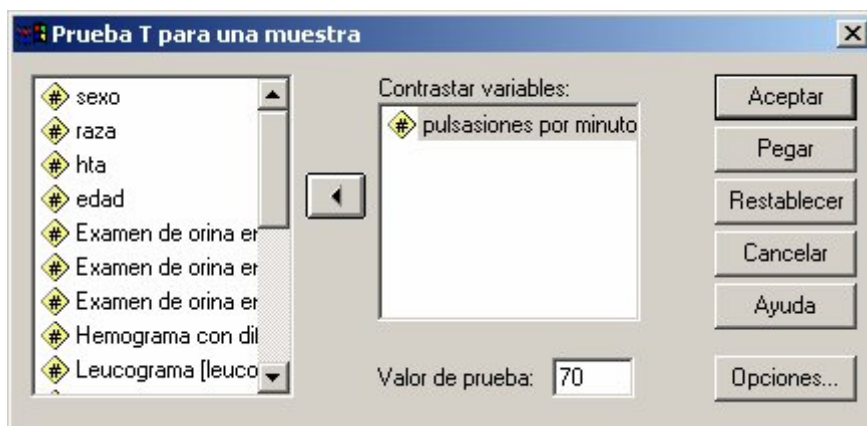 Prueba T para una muestra
sexo
raza
hta
edad
Examen de orina er
Examen de orina er
Examen de orina er
Hemograma con dif
Leucograma [leuco
Contrastar variables:
pulsasiones por minuto
Valor de prueba: 70
Aceptar
Pegar
Restablecer
Cancelar
Ayuda
Opciones...